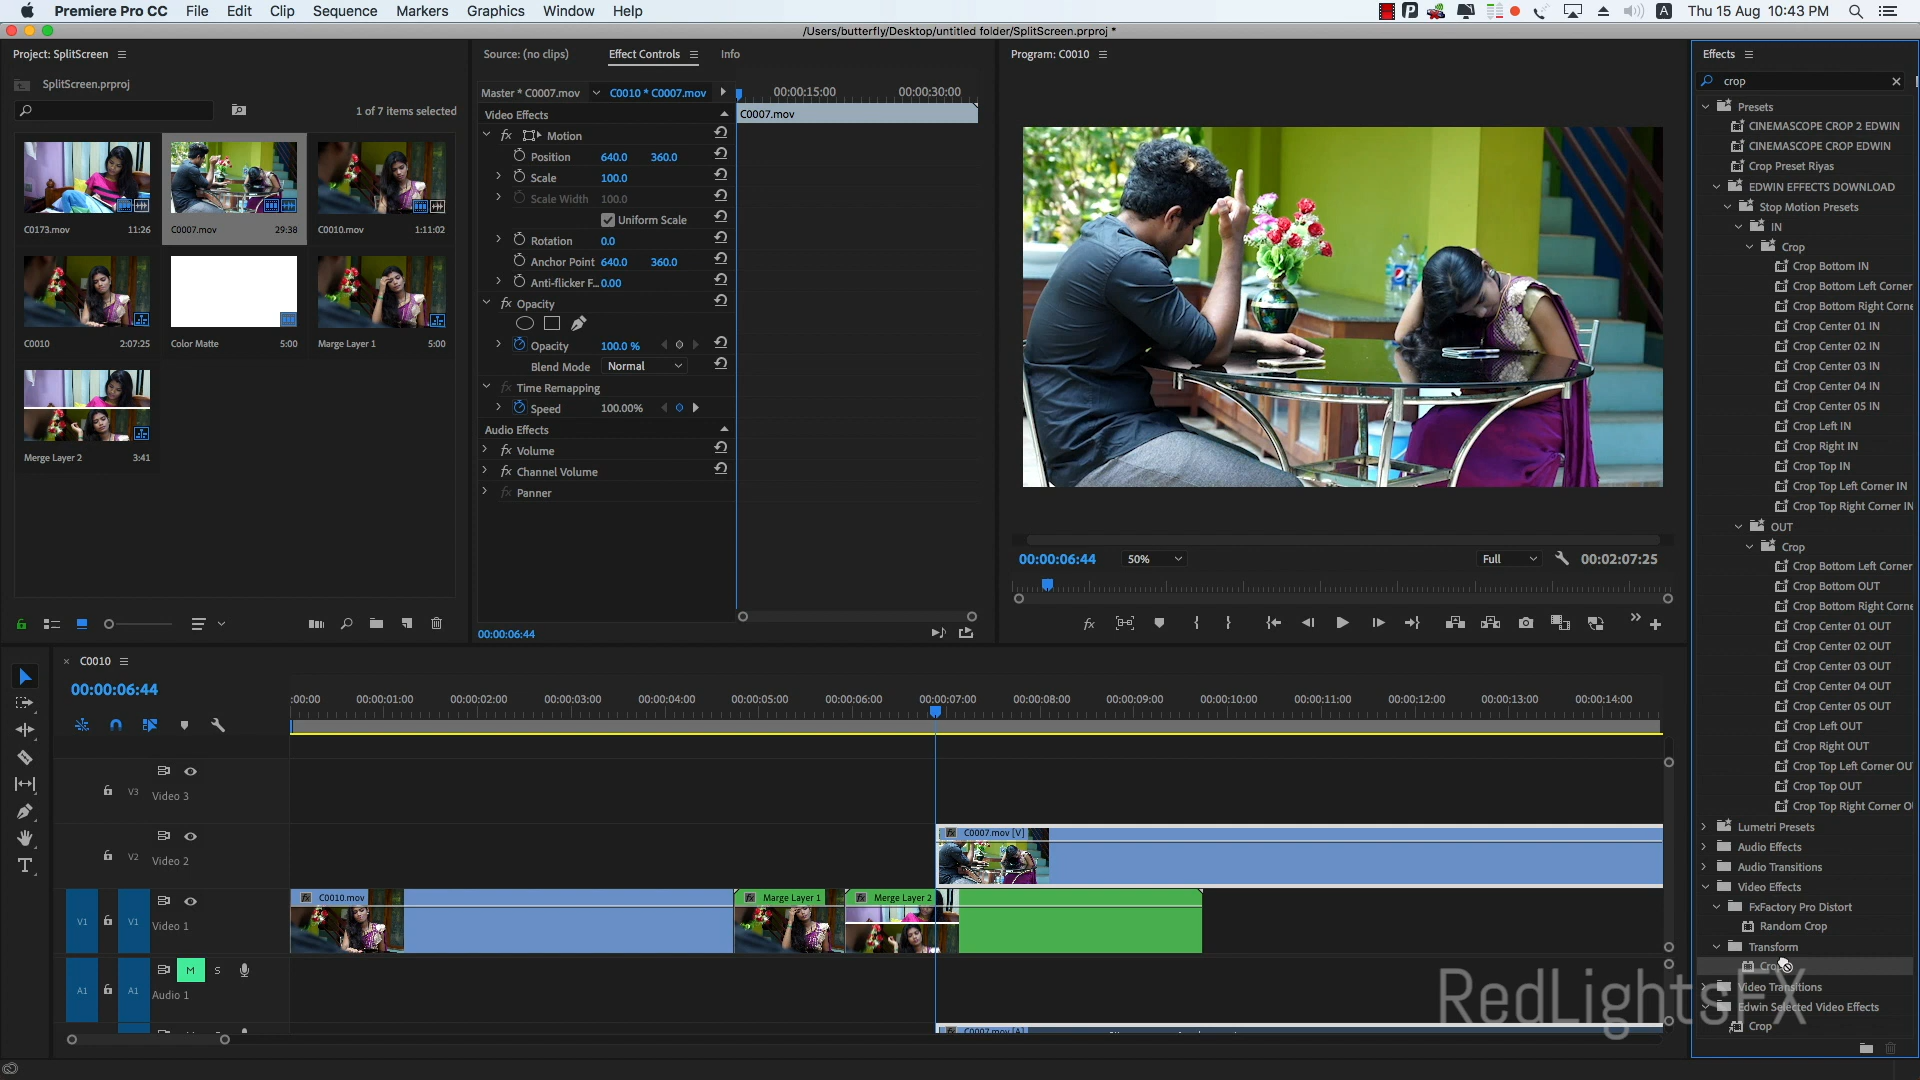 Premiere Pro CC File Edit Clip Sequence Markers Graphics Window Help
A Thu 15 Aug 10:43 PM
/Users/butterfly/Desktop/untitled folder/SplitScreen.prproj *
Project: SplitScreen
SplitScreen.prproj
1 of 7 items selected
C0173.mov 11:26
C0007.mov 29:38
C0010.mov 1:11:02
C0010 2:07:25
Color Matte 5:00
Marge Layer 1 5:00
Merge Layer 2 3:41
Source: (no clips) Effect Controls Info
Master * C0007.mov C0010 * C0007.mov 00:00:15:00 00:00:30:00
Video Effects C0007.mov
fx Motion
Position 640.0 360.0
Scale 100.0
Scale Width 100.0
Uniform Scale
Rotation 0.0
Anchor Point 640.0 360.0
Anti-flicker F... 0.00
fx Opacity
Opacity 100.0 %
Blend Mode Normal
fx Time Remapping
Speed 100.00%
Audio Effects
fx Volume
fx Channel Volume
fx Panner
00:00:06:44
Program: C0010
pepsi
00:00:06:44 50% Full 00:02:07:25
fx
Effects
crop
Presets
CINEMASCOPE CROP 2 EDWIN
CINEMASCOPE CROP EDWIN
Crop Preset Riyas
EDWIN EFFECTS DOWNLOAD
Stop Motion Presets
IN
Crop
Crop Bottom IN
Crop Bottom Left Corner
Crop Bottom Right Corne
Crop Center 01 IN
Crop Center 02 IN
Crop Center 03 IN
Crop Center 04 IN
Crop Center 05 IN
Crop Left IN
Crop Right IN
Crop Top IN
Crop Top Left Corner IN
Crop Top Right Corner IN
OUT
Crop
Crop Bottom Left Corner
Crop Bottom OUT
Crop Bottom Right Corne
Crop Center 01 OUT
Crop Center 02 OUT
Crop Center 03 OUT
Crop Center 04 OUT
Crop Center 05 OUT
Crop Left OUT
Crop Right OUT
Crop Top Left Corner OU
Crop Top OUT
Crop Top Right Corner O
Lumetri Presets
Audio Effects
Audio Transitions
Video Effects
FxFactory Pro Distort
Random Crop
Transform
Crop
Video Transitions
Edwin Selected Video Effects
Crop
C0010
00:00:06:44
:00:00 00:00:01:00 00:00:02:00 00:00:03:00 00:00:04:00 00:00:05:00 00:00:06:00 00:00:07:00 00:00:08:00 00:00:09:00 00:00:10:00 00:00:11:00 00:00:12:00 00:00:13:00 00:00:14:00
V3 Video 3
V2 Video 2
fx C0007.mov [V]
V1 V1 Video 1
fx C0010.mov fx Marge Layer 1 fx Merge Layer 2
A1 A1 M S Audio 1
C0007.mov [A]
T
RedLightsFX